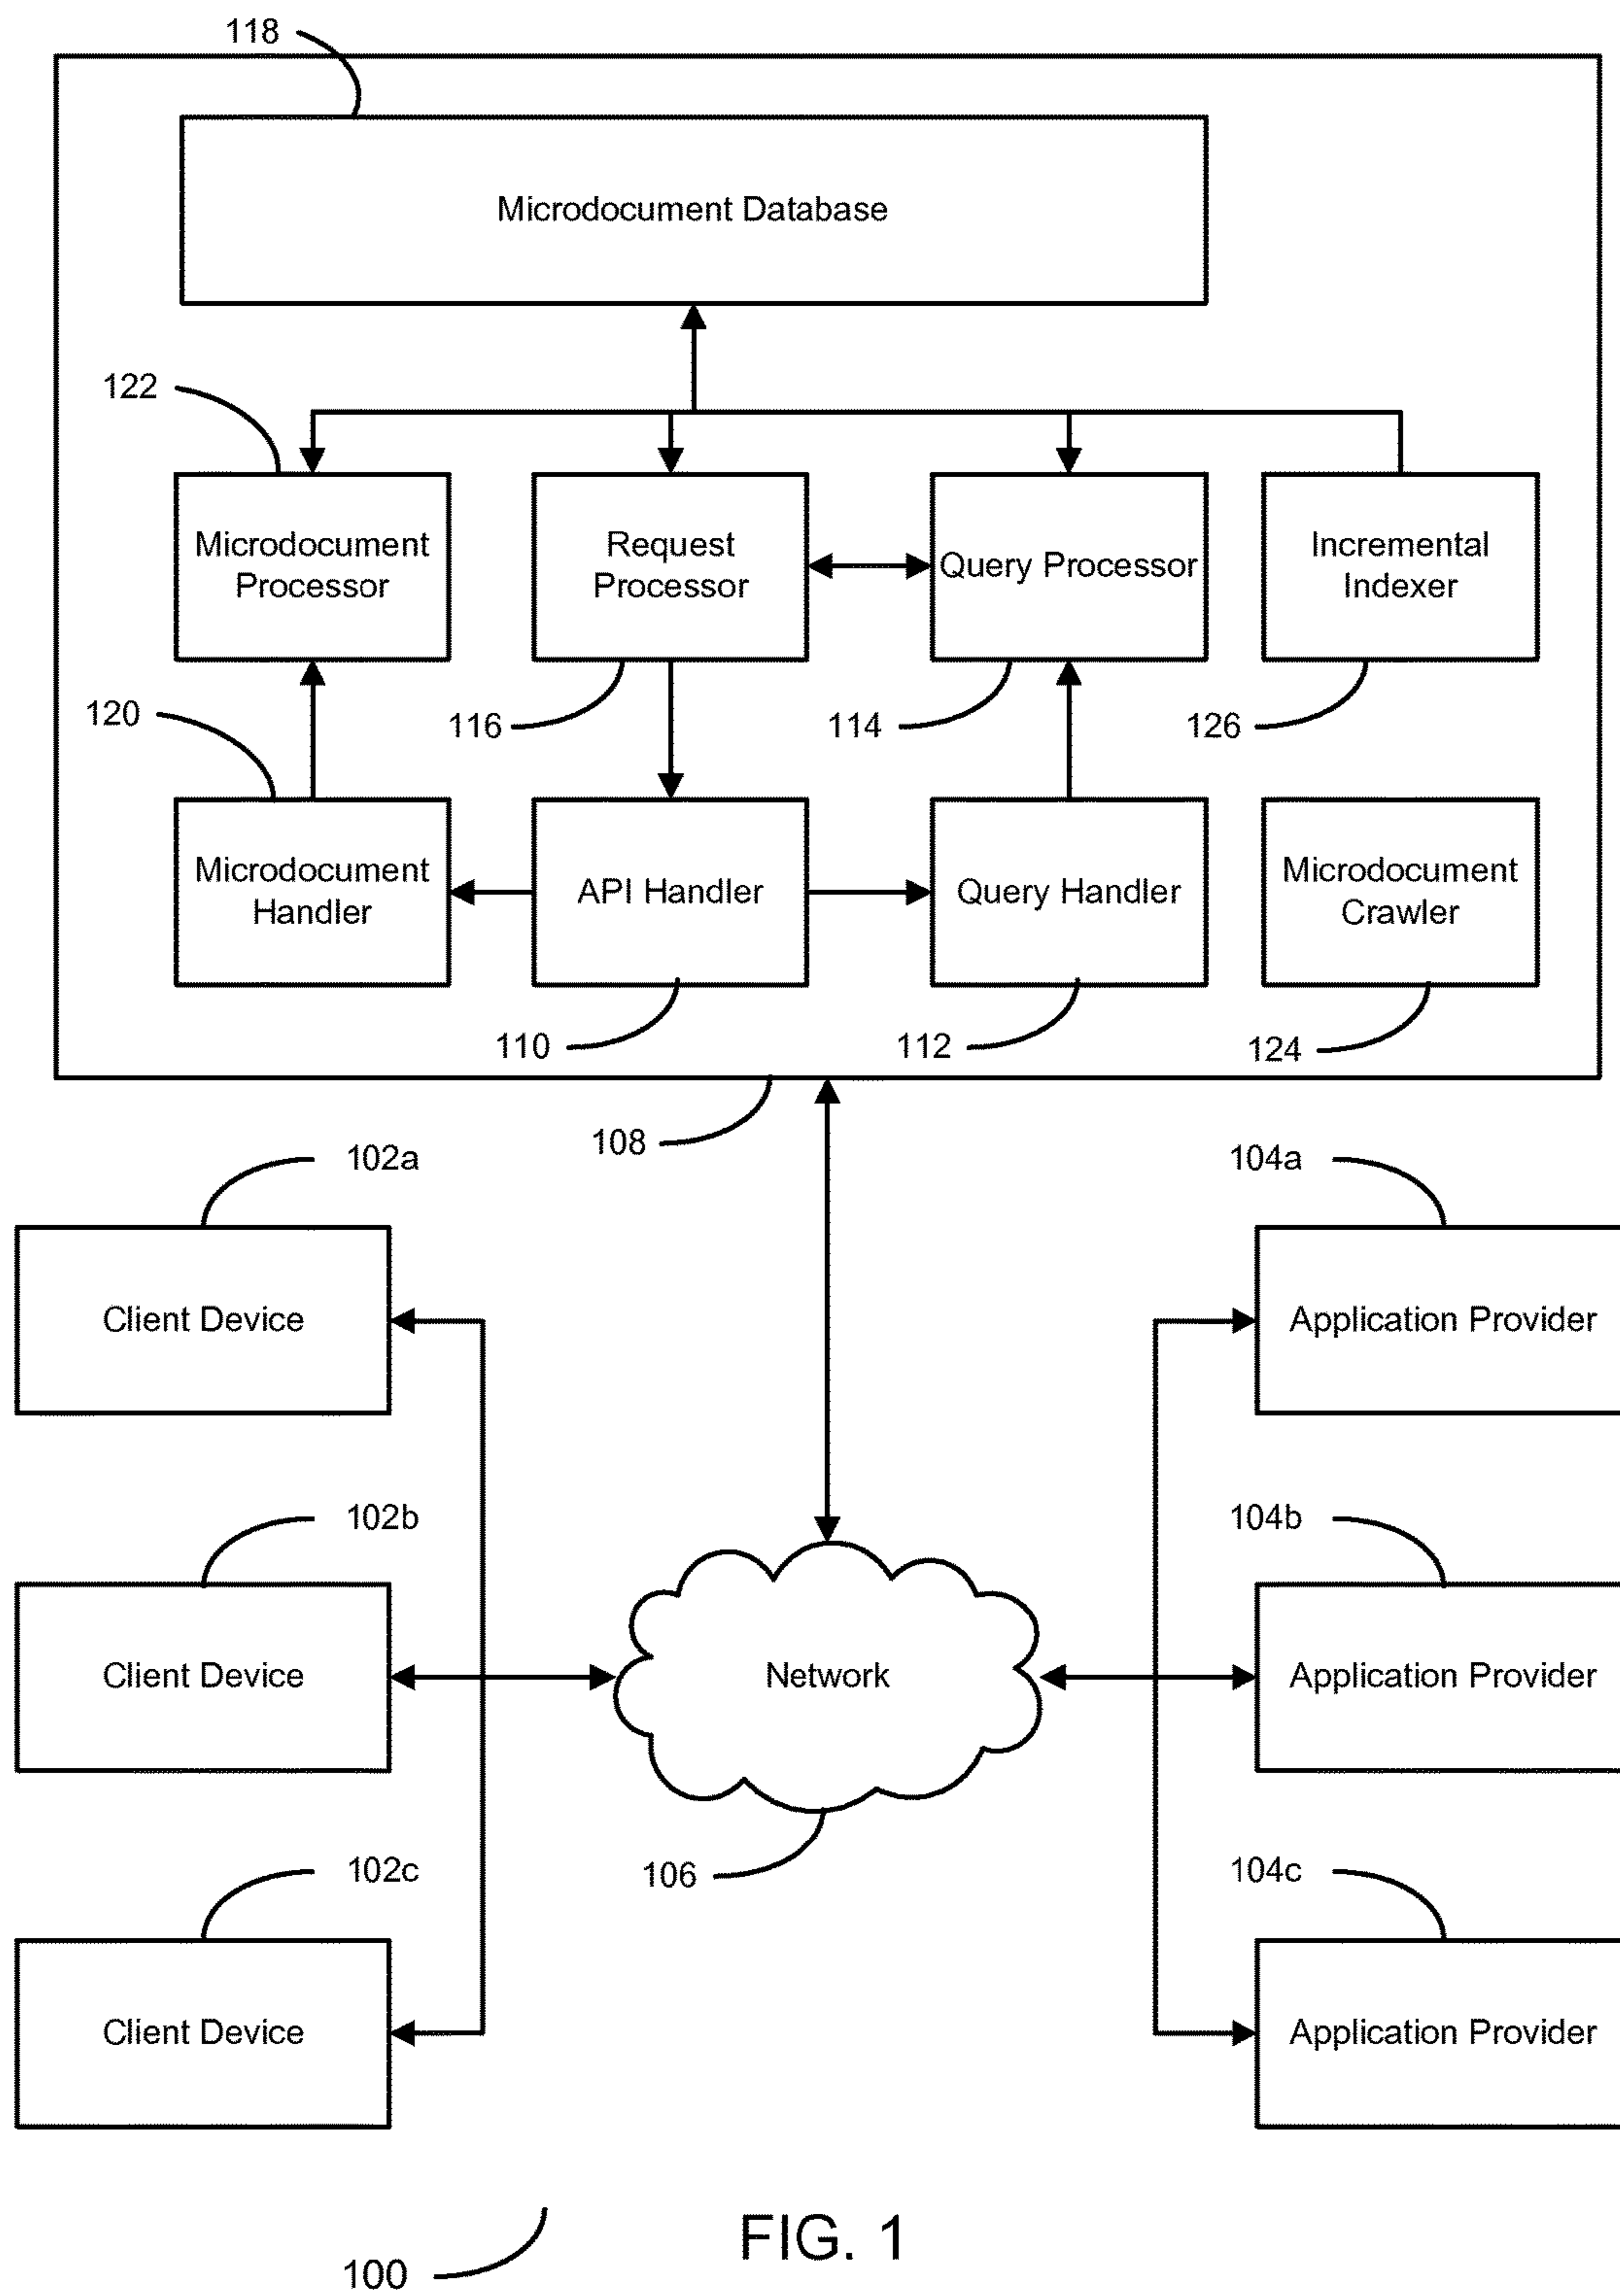 118
Microdocument Database
122
Microdocument
Processor
Request
Processor
Query Processor
Incremental
Indexer
120
116
114
126
Microdocument
Handler
API Handler
Query Handler
Microdocument
Crawler
110
112
124
108
102a
104a
Client Device
Application Provider
102b
104b
Client Device
Network
Application Provider
102c
106
104c
Client Device
Application Provider
FIG. 1
100